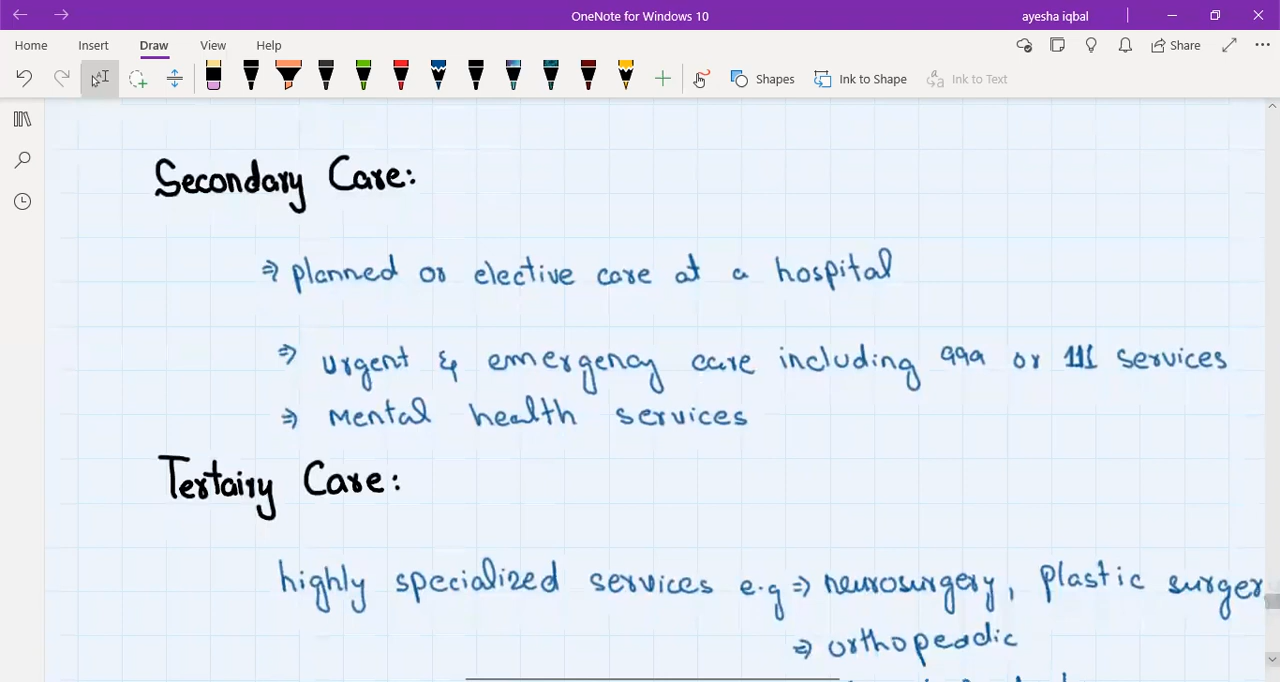 OneNote for Windows 10
ayesha iqbal
Home Insert Draw View Help
Share
Shapes
Ink to Shape
Ink to Text
Secondary Care:
⇒ planned or elective care at a hospital
⇒ urgent & emergency care including 999 or 111 services
⇒ Mental health services
Tertairy Care:
highly specialized services e.g ⇒ neurosurgery, plastic surger
⇒ orthopeadic